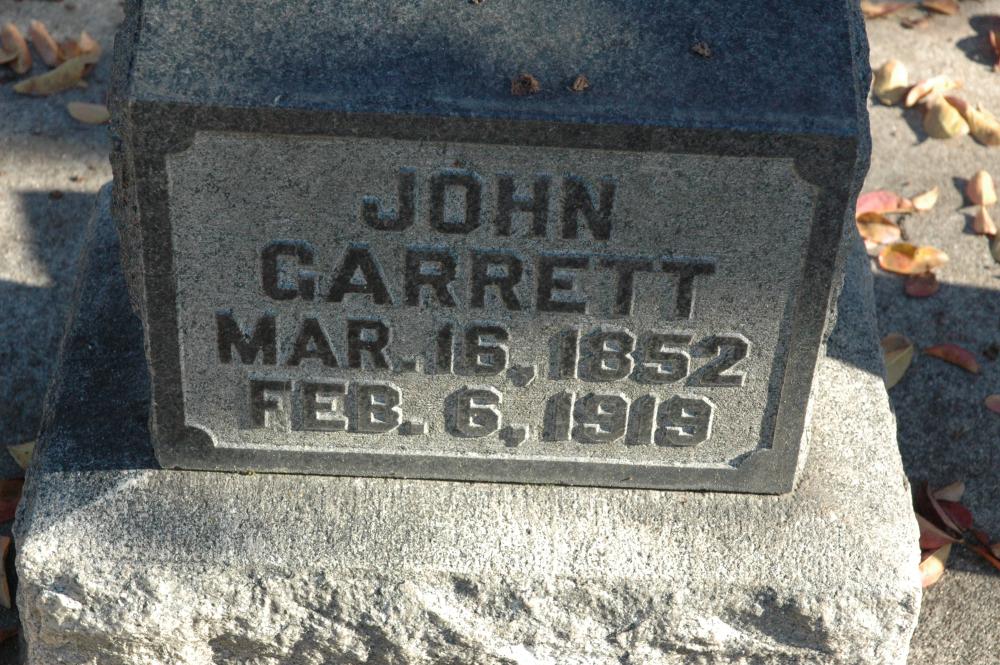 JOHN
GARRETT
MAR. 16, 1852
FEB. 6, 1919